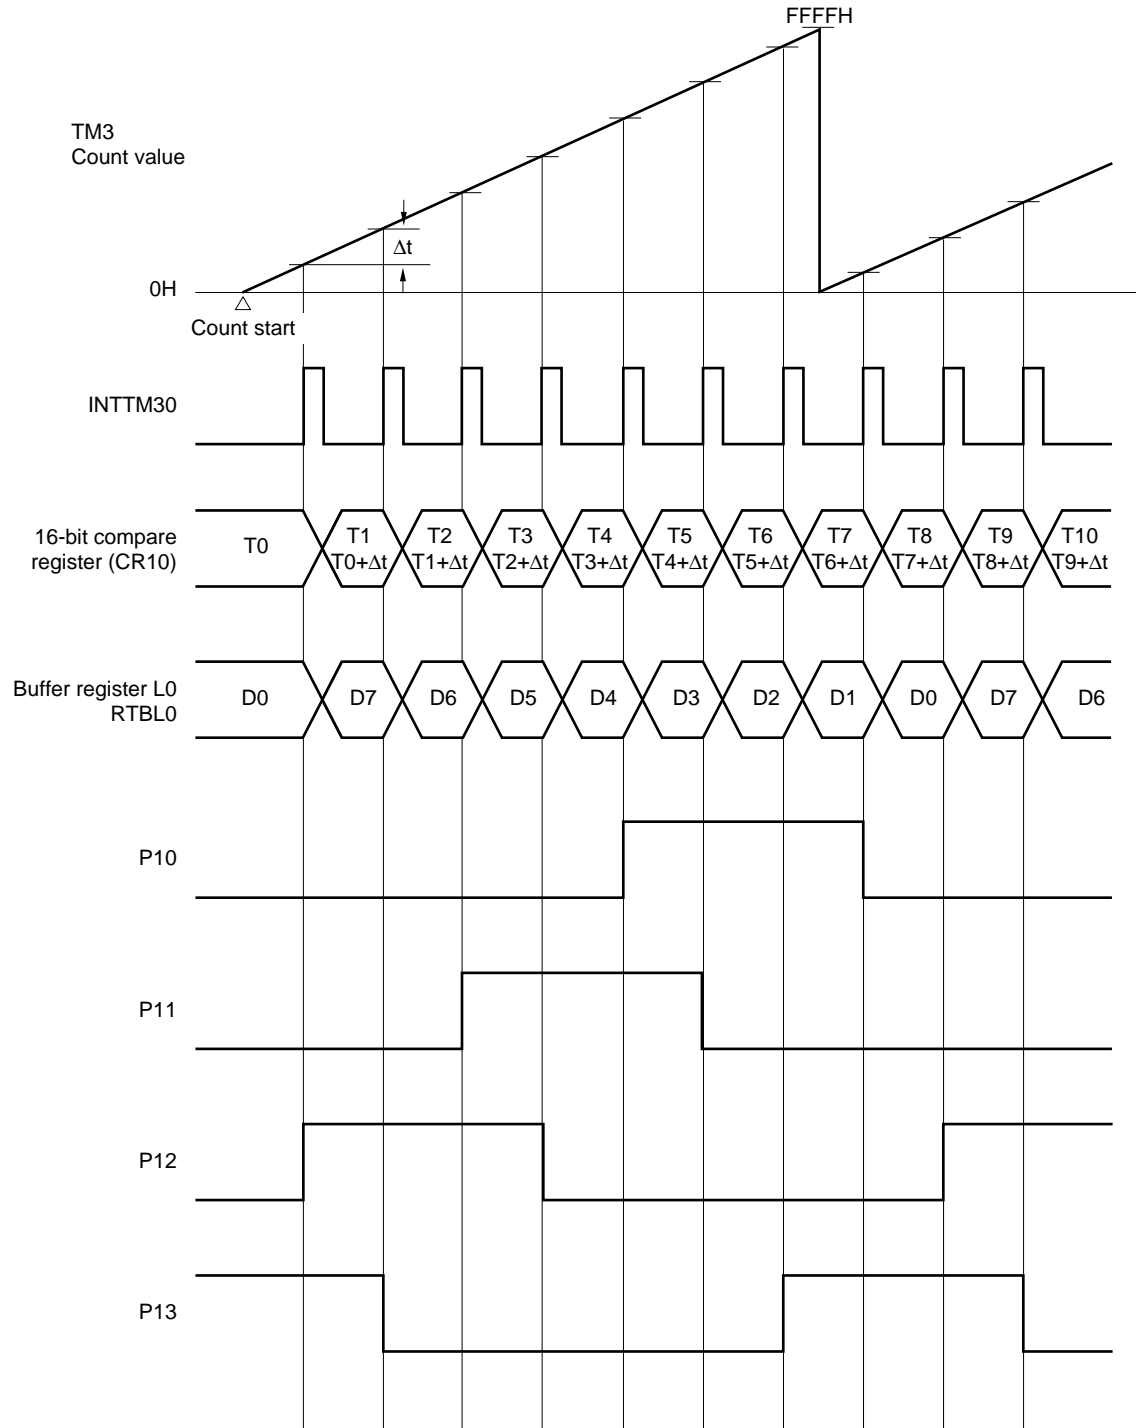 FFFFH
TM3
Count value
Δt
0H
Count start
INTTM30
16-bit compare
register (CR10)
T0
T1
T0+Δt
T2
T1+Δt
T3
T2+Δt
T4
T3+Δt
T5
T4+Δt
T6
T5+Δt
T7
T6+Δt
T8
T7+Δt
T9
T8+Δt
T10
T9+Δt
Buffer register L0
RTBL0
D0
D7
D6
D5
D4
D3
D2
D1
D0
D7
D6
P10
P11
P12
P13